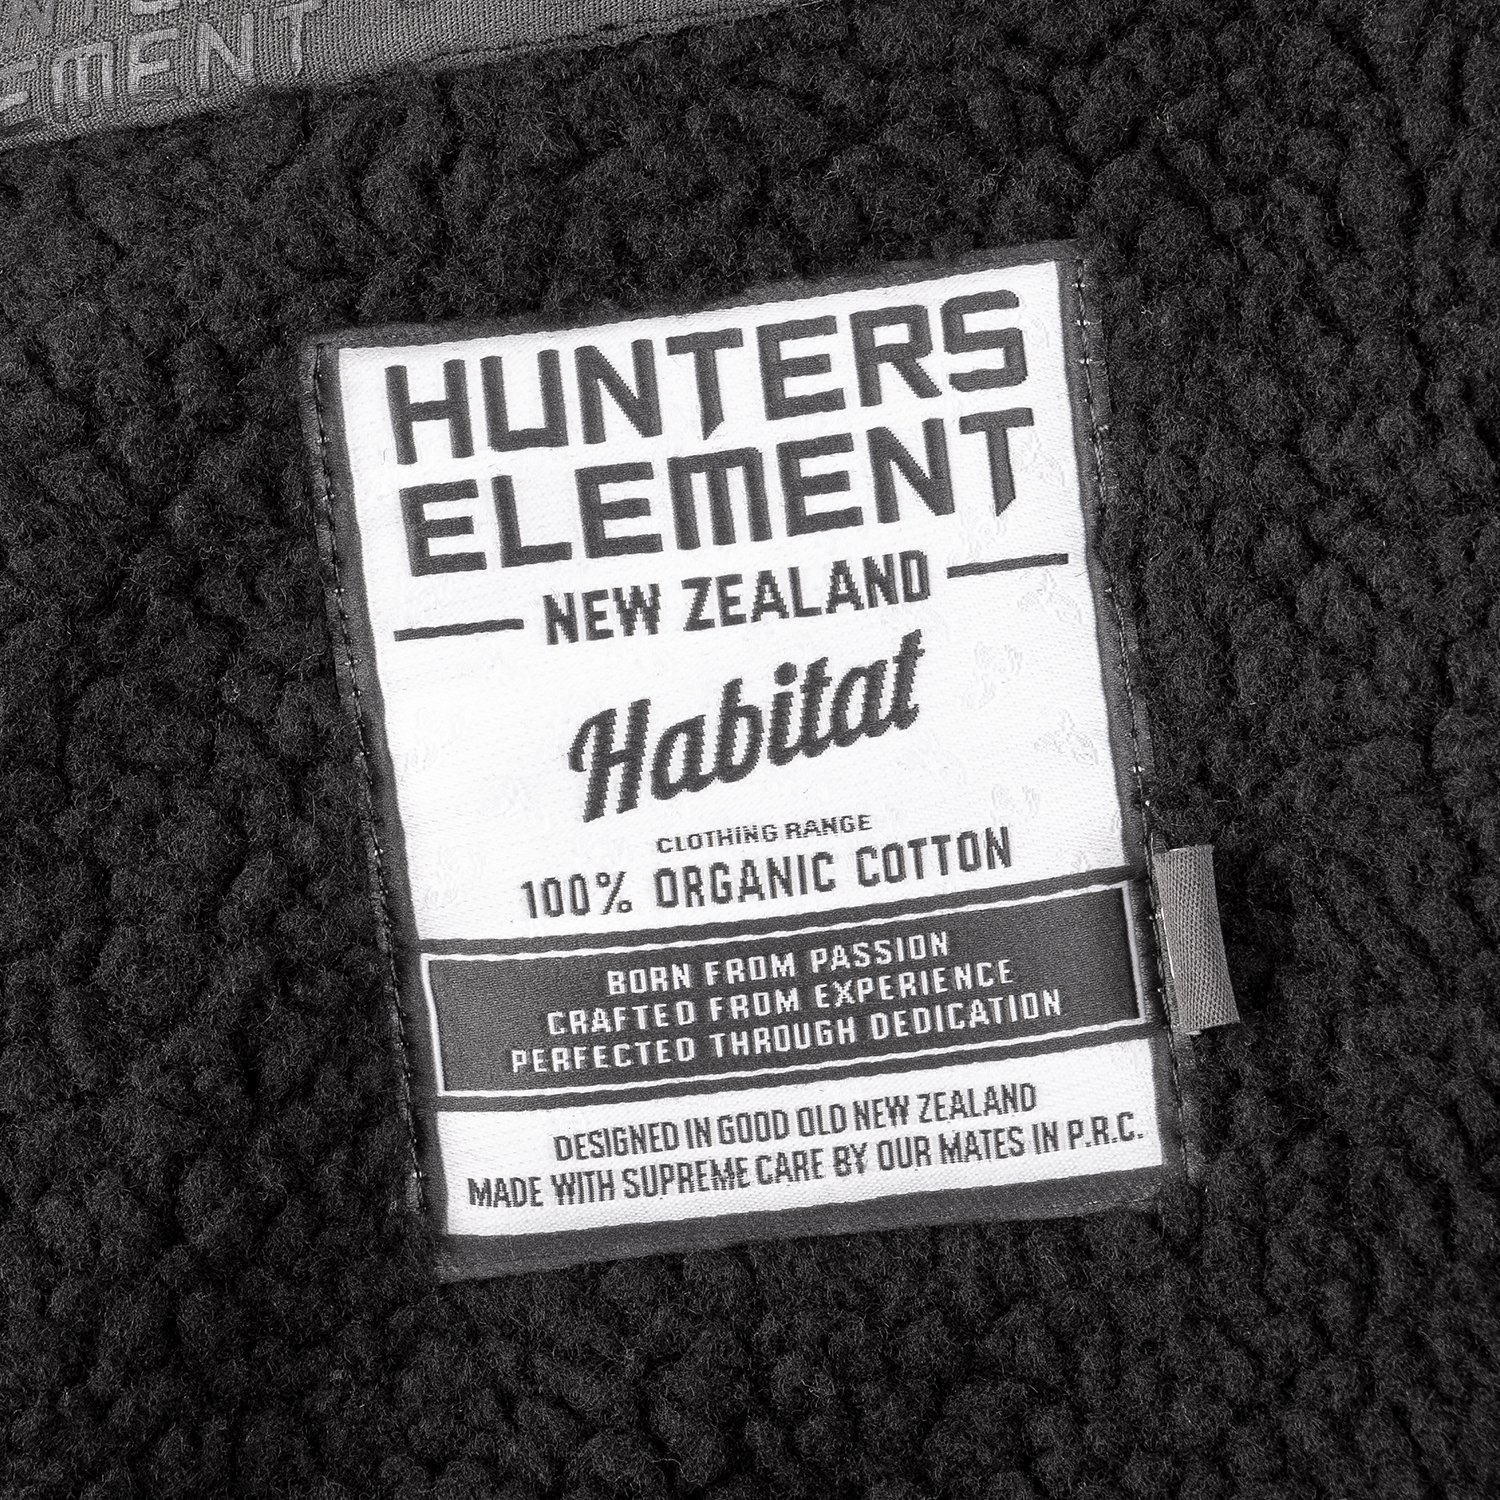 EMENT
HUNTERS
ELEMENT
NEW ZEALAND
Habitat
CLOTHING RANGE
100% ORGANIC COTTON
BORN FROM PASSION
CRAFTED FROM EXPERIENCE
PERFECTED THROUGH DEDICATION
DESIGNED IN GOOD OLD NEW ZEALAND
MADE WITH SUPREME CARE BY OUR MATES IN P.R.C.